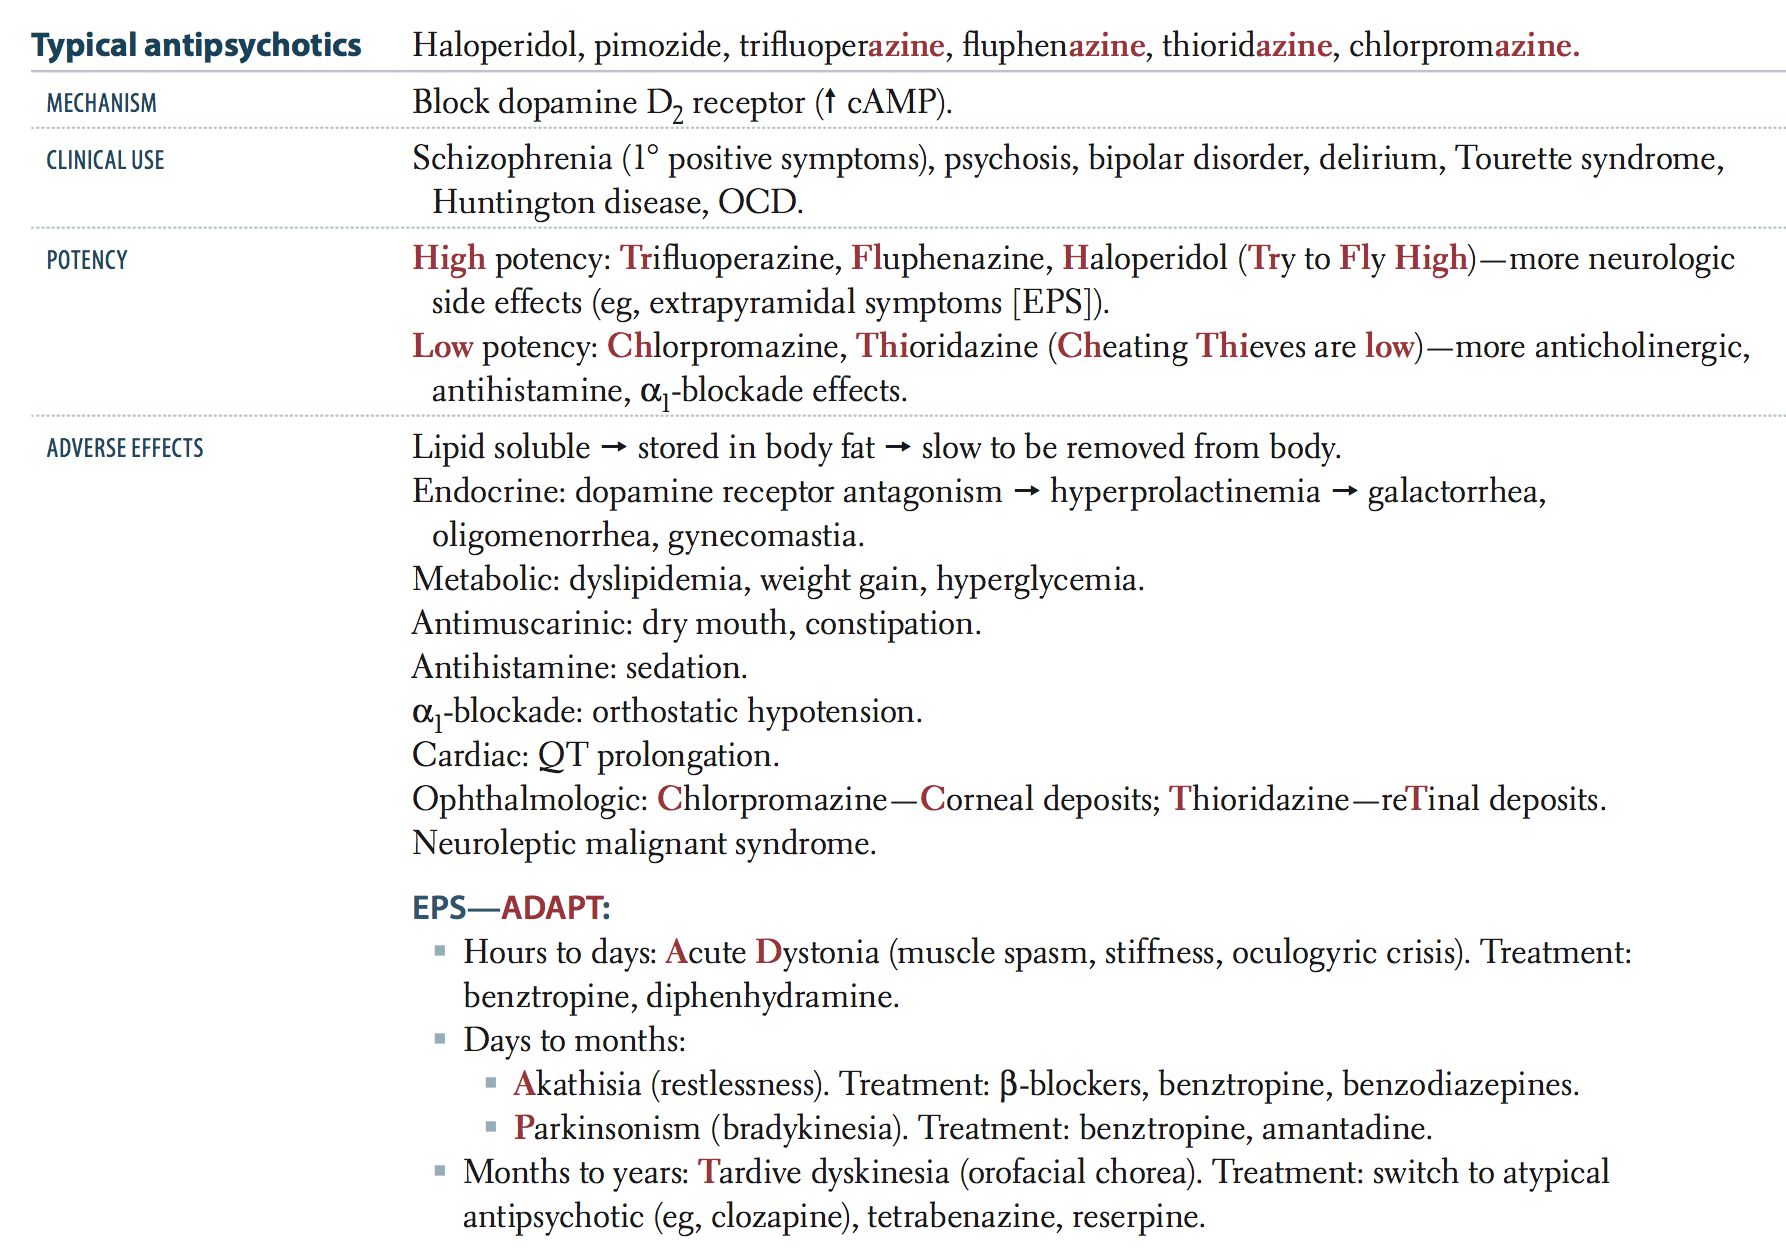 Typical antipsychotics Haloperidol, pimozide, trifluoperazine, fluphenazine, thioridazine, chlorpromazine.
MECHANISM Block dopamine D₂ receptor (↑ cAMP).
CLINICAL USE Schizophrenia (1° positive symptoms), psychosis, bipolar disorder, delirium, Tourette syndrome,
Huntington disease, OCD.
POTENCY High potency: Trifluoperazine, Fluphenazine, Haloperidol (Try to Fly High)—more neurologic
side effects (eg, extrapyramidal symptoms [EPS]).
Low potency: Chlorpromazine, Thioridazine (Cheating Thieves are low)—more anticholinergic,
antihistamine, α₁-blockade effects.
ADVERSE EFFECTS Lipid soluble → stored in body fat → slow to be removed from body.
Endocrine: dopamine receptor antagonism → hyperprolactinemia → galactorrhea,
oligomenorrhea, gynecomastia.
Metabolic: dyslipidemia, weight gain, hyperglycemia.
Antimuscarinic: dry mouth, constipation.
Antihistamine: sedation.
α₁-blockade: orthostatic hypotension.
Cardiac: QT prolongation.
Ophthalmologic: Chlorpromazine—Corneal deposits; Thioridazine—reTinal deposits.
Neuroleptic malignant syndrome.
EPS—ADAPT:
▪ Hours to days: Acute Dystonia (muscle spasm, stiffness, oculogyric crisis). Treatment:
benztropine, diphenhydramine.
▪ Days to months:
▪ Akathisia (restlessness). Treatment: β-blockers, benztropine, benzodiazepines.
▪ Parkinsonism (bradykinesia). Treatment: benztropine, amantadine.
▪ Months to years: Tardive dyskinesia (orofacial chorea). Treatment: switch to atypical
antipsychotic (eg, clozapine), tetrabenazine, reserpine.